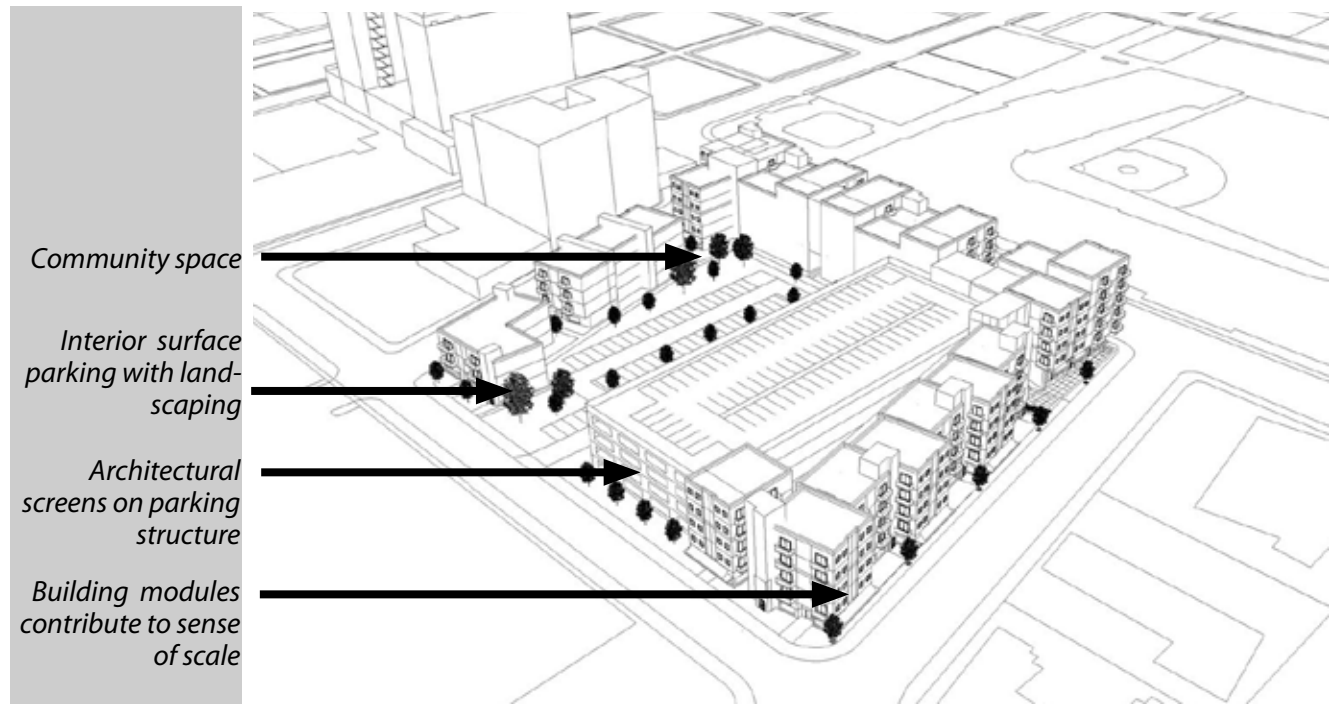 Community space
Interior surface
parking with land-
scaping
Architectural
screens on parking
structure
Building modules
contribute to sense
of scale